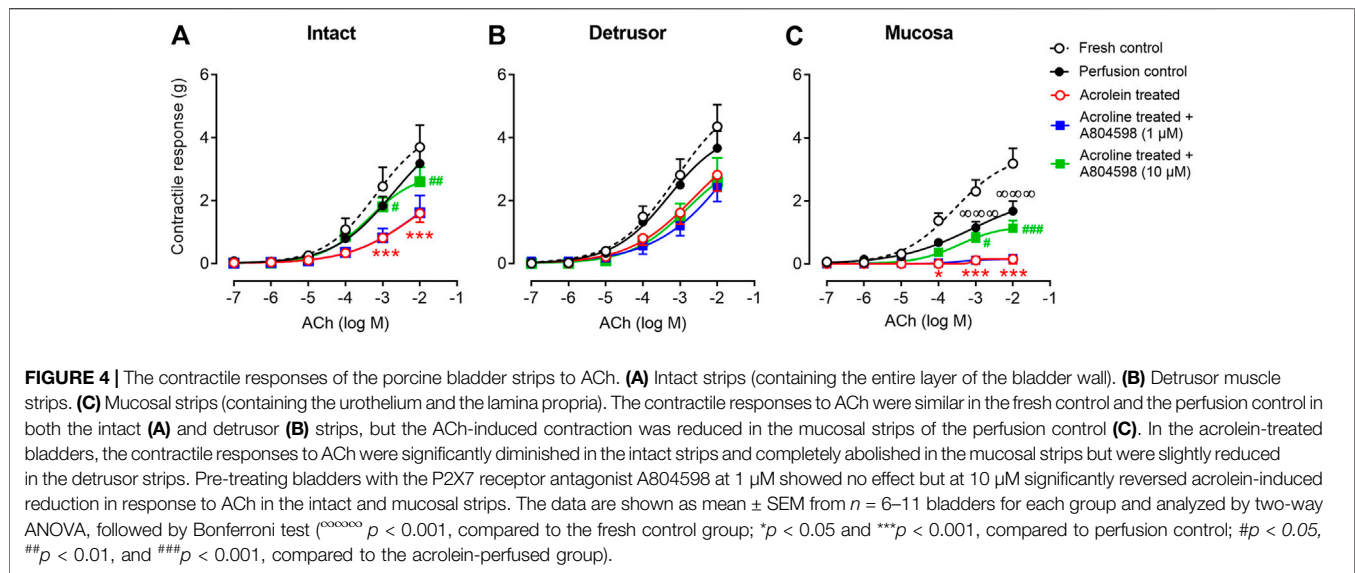 A Intact
B Detrusor
C Mucosa
Fresh control
Perfusion control
Acrolein treated
Acroline treated +
A804598 (1 µM)
Acroline treated +
A804598 (10 µM)
Contractile response (g)
6
4
2
0
##
#
***
***
-7 -6 -5 -4 -3 -2 -1
ACh (log M)
6
4
2
0
-7 -6 -5 -4 -3 -2 -1
ACh (log M)
6
4
2
0
∞∞∞
∞∞∞
#
###
*
***
***
-7 -6 -5 -4 -3 -2 -1
ACh (log M)
FIGURE 4 | The contractile responses of the porcine bladder strips to ACh. (A) Intact strips (containing the entire layer of the bladder wall). (B) Detrusor muscle
strips. (C) Mucosal strips (containing the urothelium and the lamina propria). The contractile responses to ACh were similar in the fresh control and the perfusion control in
both the intact (A) and detrusor (B) strips, but the ACh-induced contraction was reduced in the mucosal strips of the perfusion control (C). In the acrolein-treated
bladders, the contractile responses to ACh were significantly diminished in the intact strips and completely abolished in the mucosal strips but were slightly reduced
in the detrusor strips. Pre-treating bladders with the P2X7 receptor antagonist A804598 at 1 µM showed no effect but at 10 µM significantly reversed acrolein-induced
reduction in response to ACh in the intact and mucosal strips. The data are shown as mean ± SEM from n = 6–11 bladders for each group and analyzed by two-way
ANOVA, followed by Bonferroni test (∞∞∞ p < 0.001, compared to the fresh control group; *p < 0.05 and ***p < 0.001, compared to perfusion control; #p < 0.05,
##p < 0.01, and ###p < 0.001, compared to the acrolein-perfused group).